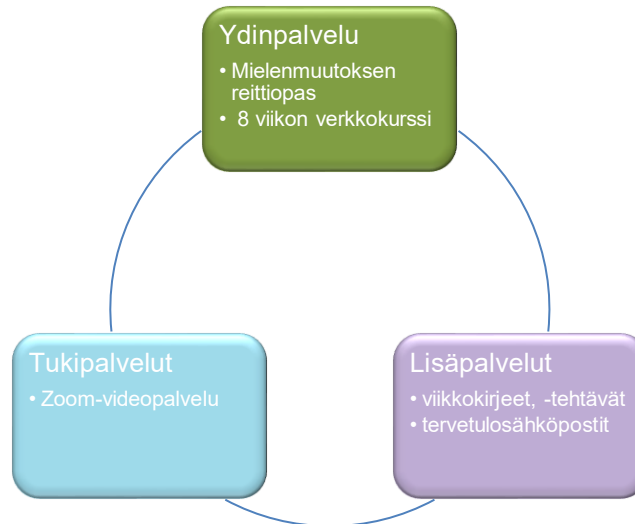 Ydinpalvelu
• Mielenmuutoksen
reittiopas
• 8 viikon verkkokurssi
Tukipalvelut
• Zoom-videopalvelu
Lisäpalvelut
• viikkokirjeet, -tehtävät
• tervetulosähköpostit